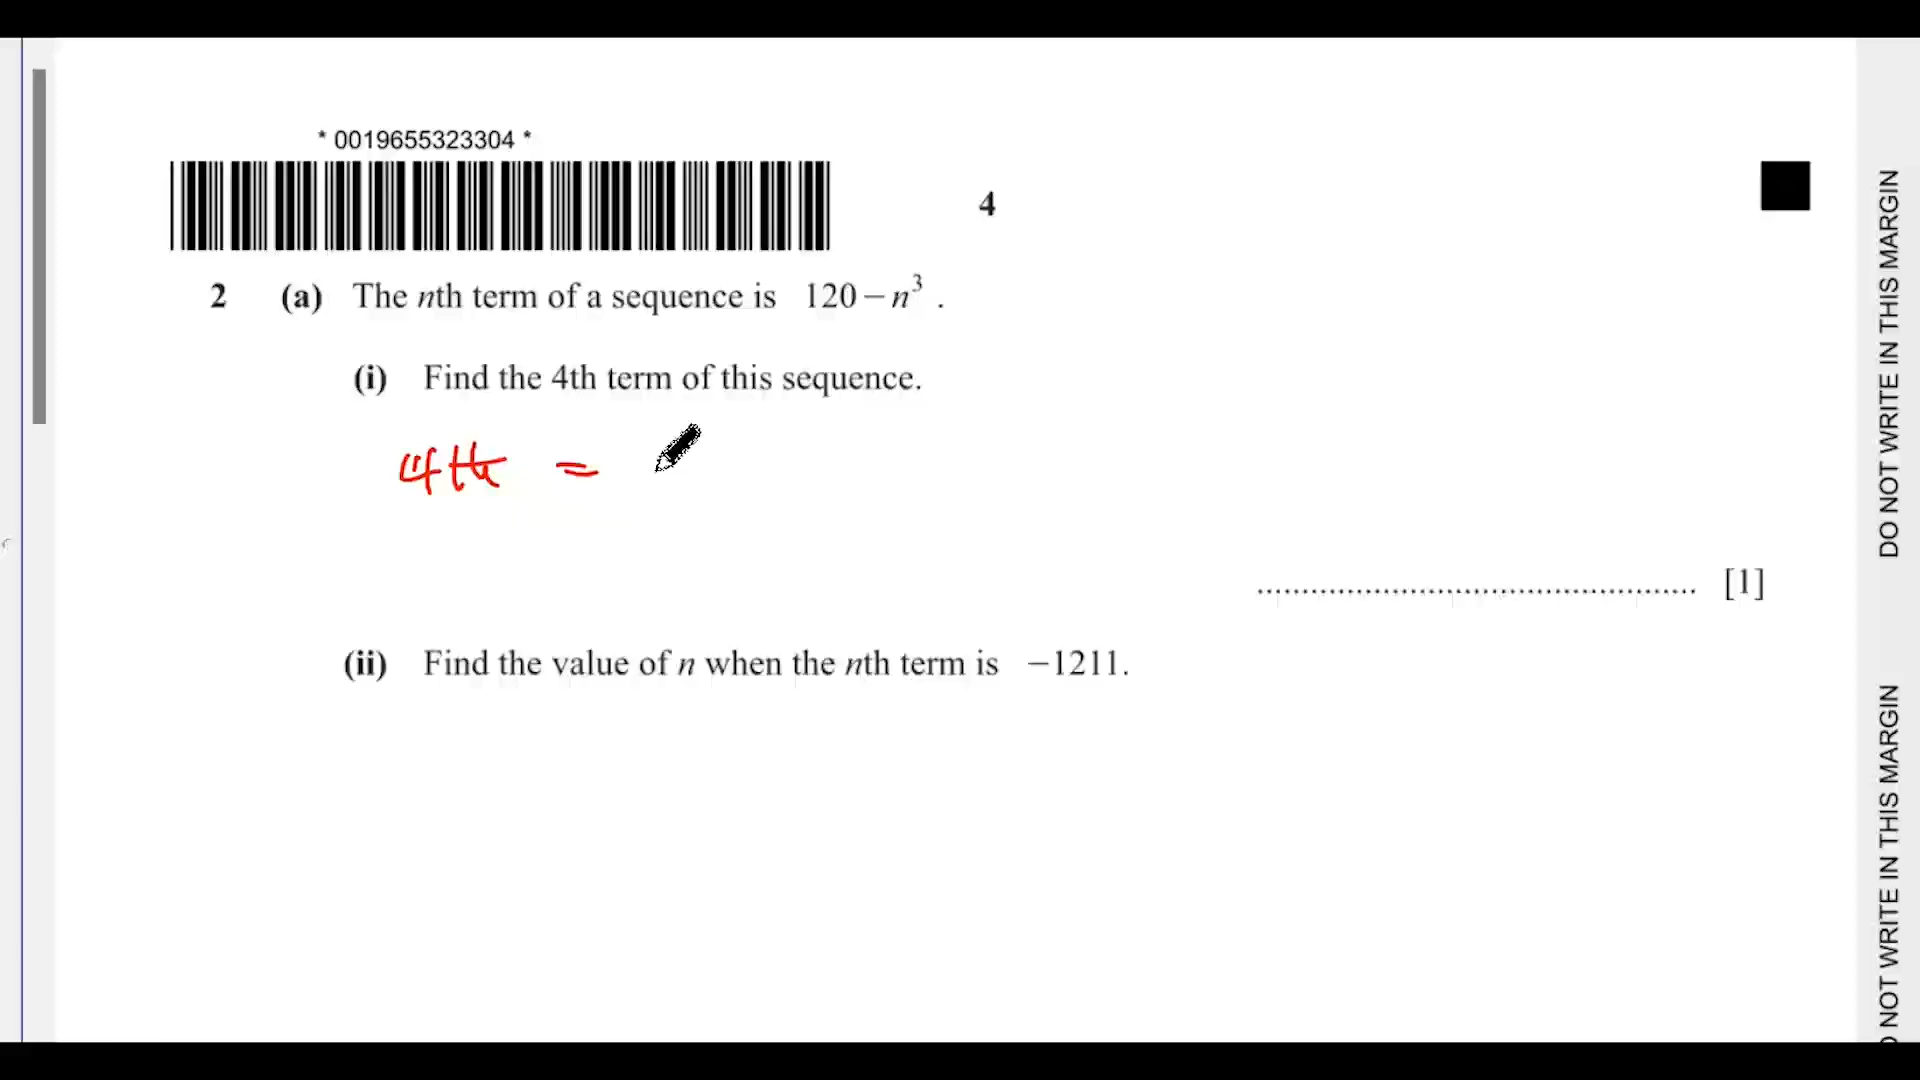 * 0019655323304 *
4
2 (a) The nth term of a sequence is 120 − n³ .
(i) Find the 4th term of this sequence.
4th =
.................................................. [1]
(ii) Find the value of n when the nth term is −1211.
DO NOT WRITE IN THIS MARGIN
NOT WRITE IN THIS MARGIN